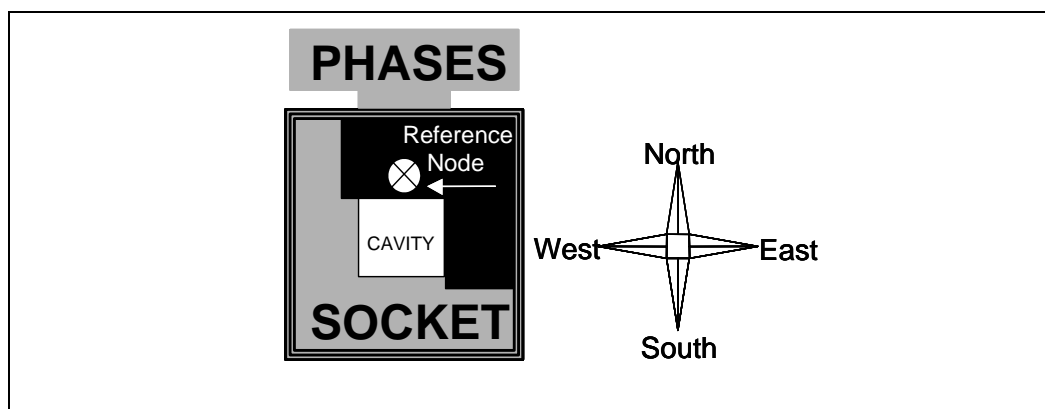 PHASES
Reference
Node
CAVITY
SOCKET
North
West
East
South